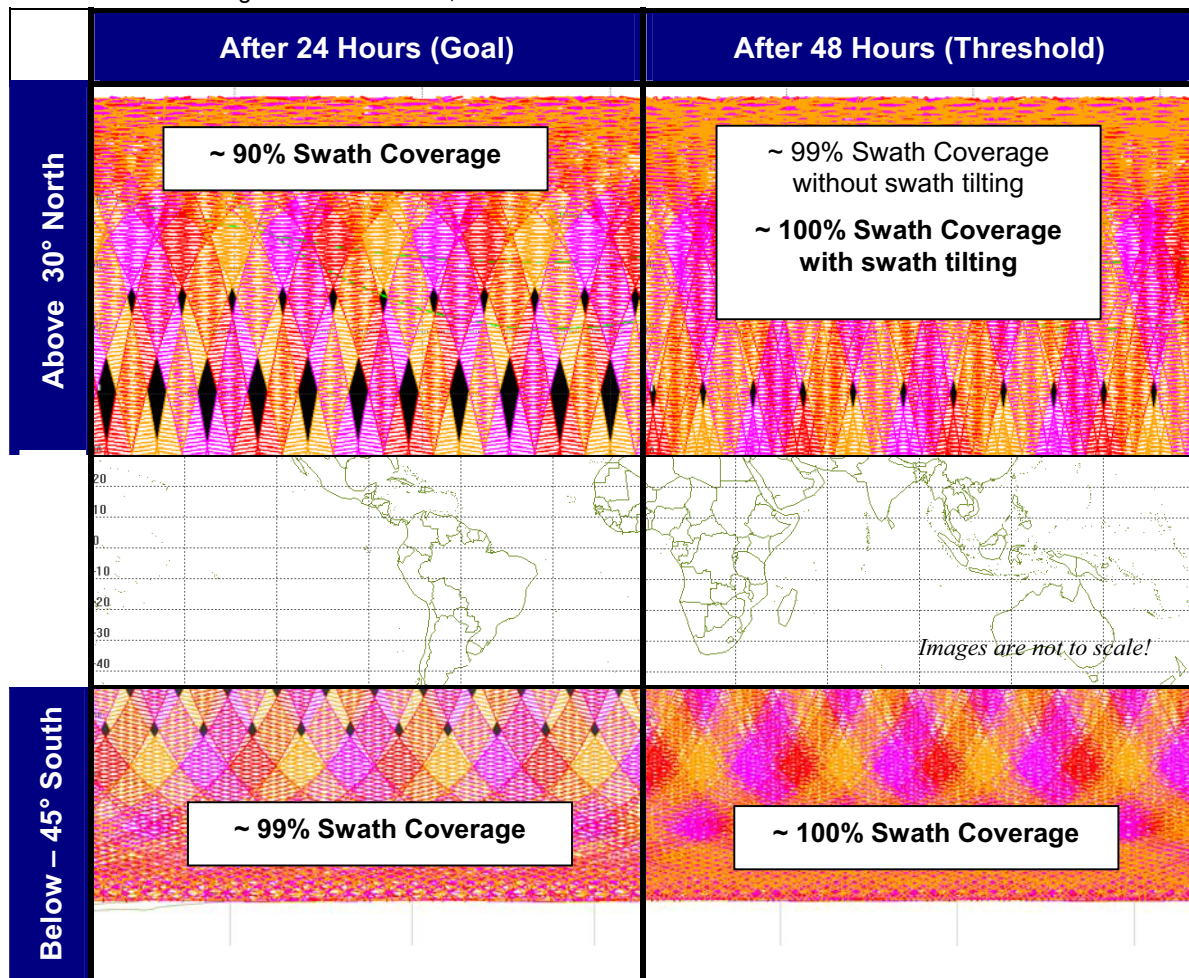 After 24 Hours (Goal)
After 48 Hours (Threshold)
Above 30° North
~ 90% Swath Coverage
~ 99% Swath Coverage
without swath tilting
~ 100% Swath Coverage
with swath tilting
20
10
0
-10
-20
-30
-40
Images are not to scale!
Below – 45° South
~ 99% Swath Coverage
~ 100% Swath Coverage